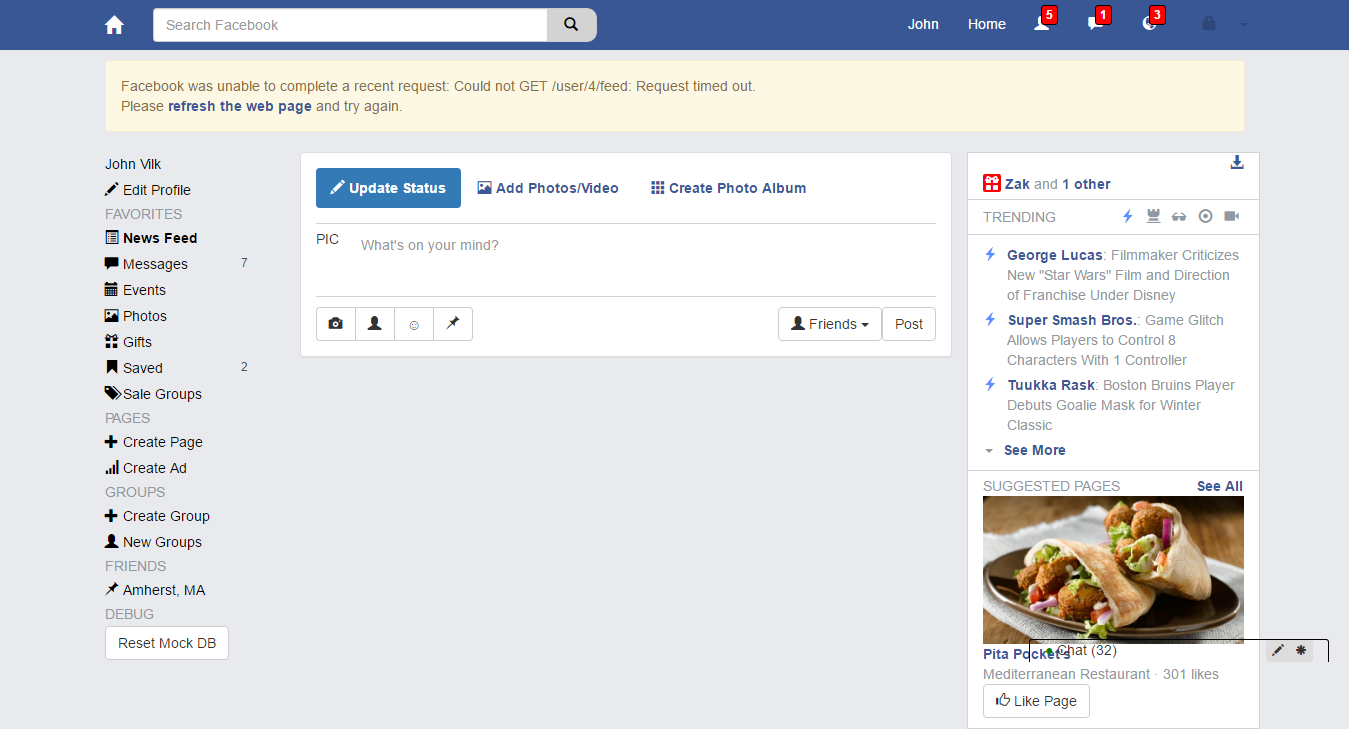 Search Facebook
John
Home
5
1
3
Facebook was unable to complete a recent request: Could not GET /user/4/feed: Request timed out.
Please refresh the web page and try again.
John Vilk
Edit Profile
FAVORITES
News Feed
Messages 7
Events
Photos
Gifts
Saved 2
Sale Groups
PAGES
Create Page
Create Ad
GROUPS
Create Group
New Groups
FRIENDS
Amherst, MA
DEBUG
Reset Mock DB
Update Status
Add Photos/Video
Create Photo Album
PIC
What's on your mind?
Friends
Post
Zak and 1 other
TRENDING
George Lucas: Filmmaker Criticizes
New "Star Wars" Film and Direction
of Franchise Under Disney
Super Smash Bros.: Game Glitch
Allows Players to Control 8
Characters With 1 Controller
Tuukka Rask: Boston Bruins Player
Debuts Goalie Mask for Winter
Classic
See More
SUGGESTED PAGES See All
Pita Pocket's
Chat (32)
Mediterranean Restaurant · 301 likes
Like Page